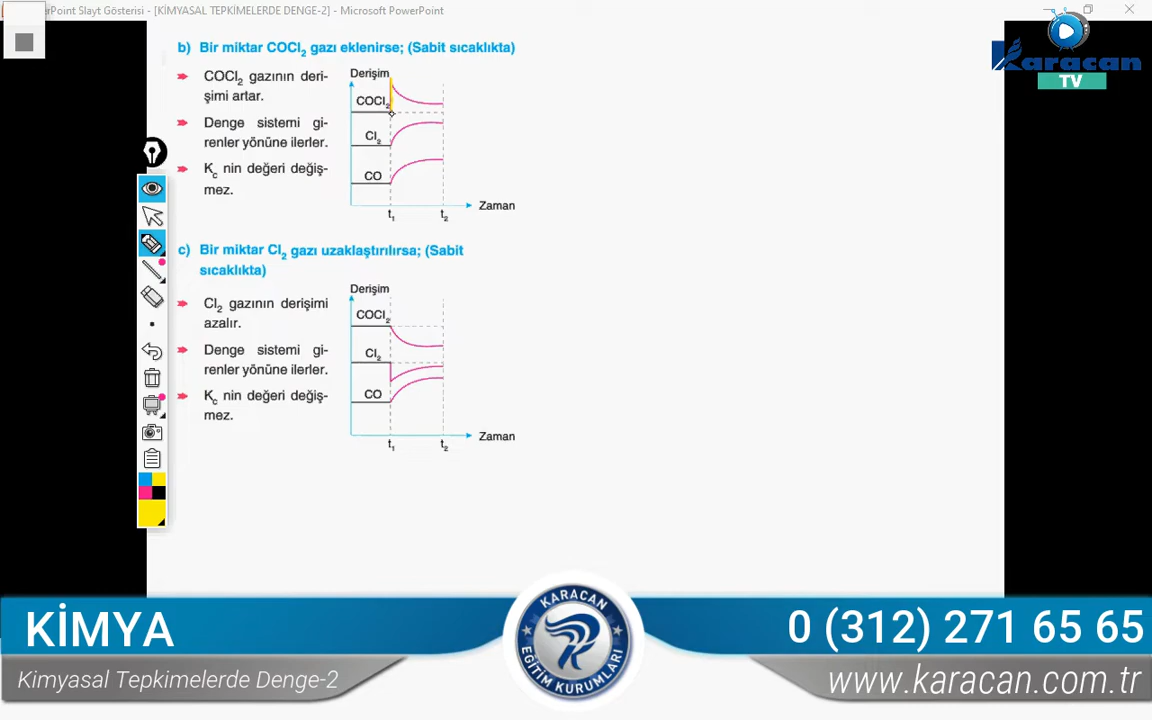 PointSlayt Gösterisi - [KİMYASAL TEPKİMELERDE DENGE-2] - Microsoft PowerPoint
Karacan
TV
b) Bir miktar COCl₂ gazı eklenirse; (Sabit sıcaklıkta)
COCl₂ gazının deri-
şimi artar.
Denge sistemi gi-
renler yönüne ilerler.
Kc nin değeri değiş-
mez.
Derişim
COCl₂
Cl₂
CO
Zaman
t₁ t₂
c) Bir miktar Cl₂ gazı uzaklaştırılırsa; (Sabit
sıcaklıkta)
Cl₂ gazının derişimi
azalır.
Denge sistemi gi-
renler yönüne ilerler.
Kc nin değeri değiş-
mez.
Derişim
COCl₂
Cl₂
CO
Zaman
t₁ t₂
KİMYA
Kimyasal Tepkimelerde Denge-2
KARACAN
EĞİTİM KURUMLARI
0 (312) 271 65 65
www.karacan.com.tr